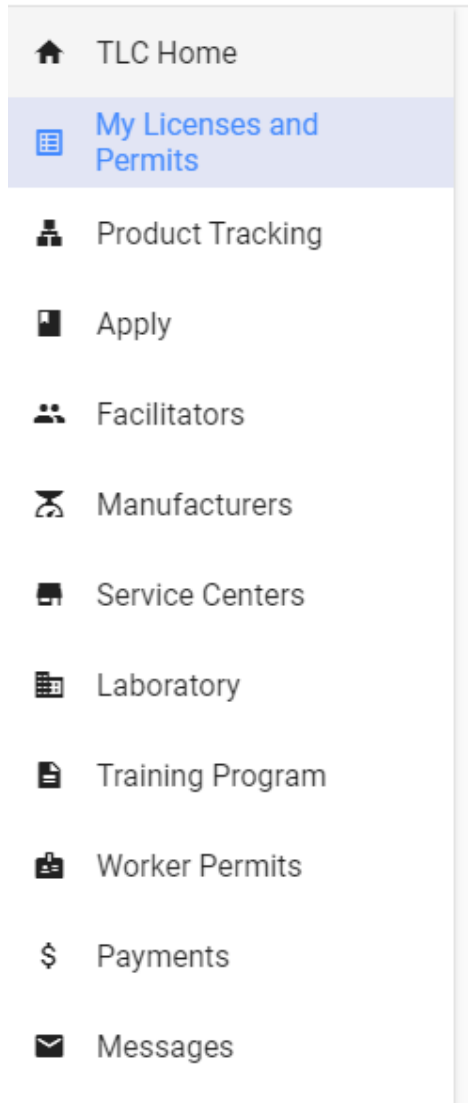 TLC Home
My Licenses and
Permits
Product Tracking
Apply
Facilitators
Manufacturers
Service Centers
Laboratory
Training Program
Worker Permits
$ Payments
Messages